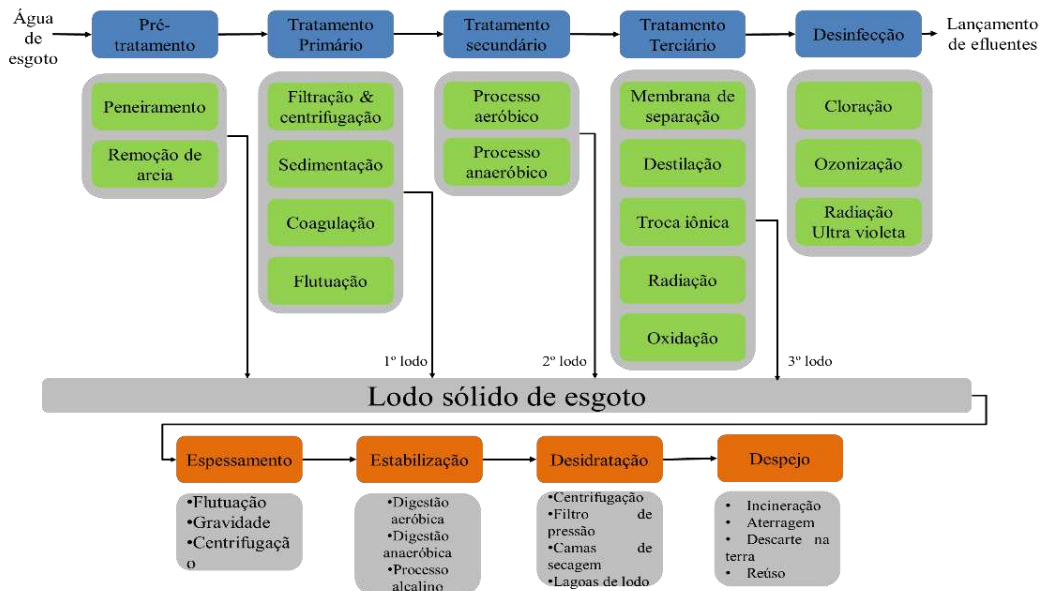 Água
de
esgoto
Pré-
tratamento
Tratamento
Primário
Tratamento
secundário
Tratamento
Terciário
Desinfecção
Lançamento
de efluentes
Peneiramento
Remoção de
areia
Filtração &
centrifugação
Sedimentação
Coagulação
Flutuação
Processo
aeróbico
Processo
anaeróbico
Membrana de
separação
Destilação
Troca iônica
Radiação
Oxidação
Cloração
Ozonização
Radiação
Ultra violeta
1º lodo
2º lodo
3º lodo
Lodo sólido de esgoto
Espessamento
Estabilização
Desidratação
Despejo
•Flutuação
•Gravidade
•Centrifugaçã
o
•Digestão
aeróbica
•Digestão
anaeróbica
•Processo
alcalino
•Centrifugação
•Filtro de
pressão
•Camas de
secagem
•Lagoas de lodo
• Incineração
• Aterragem
• Descarte na
terra
• Reúso